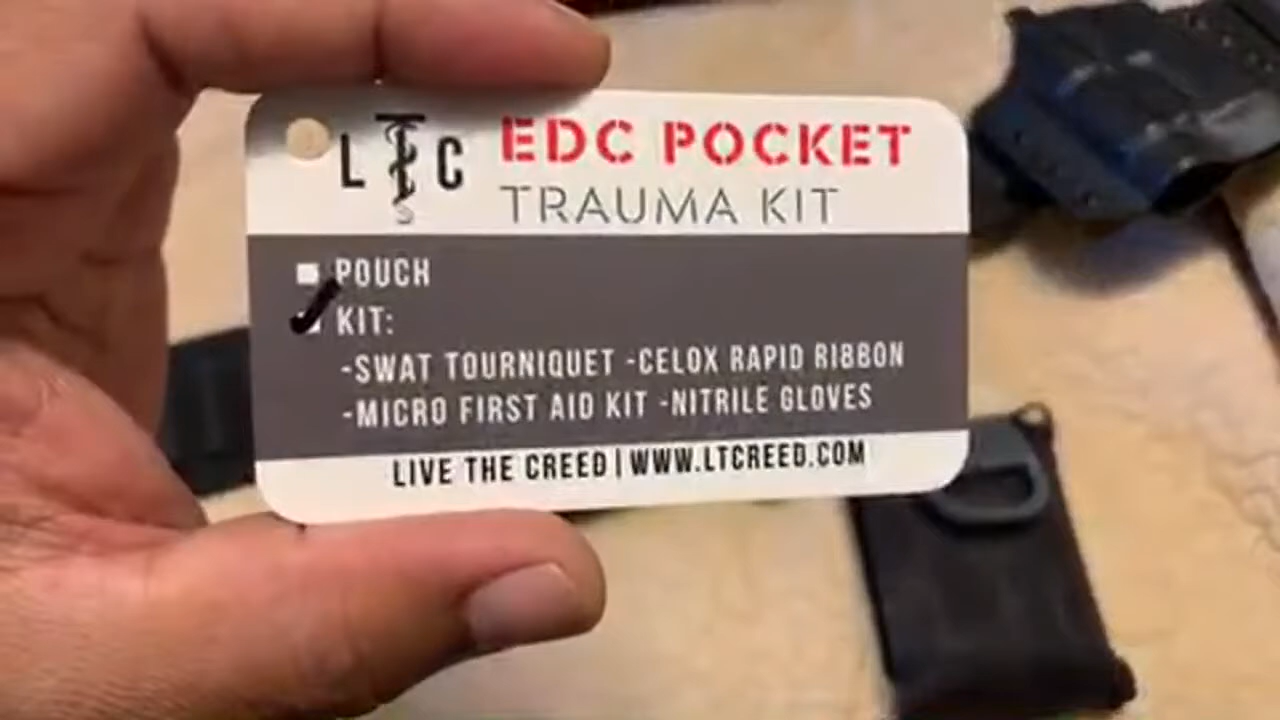 LTC EDC POCKET
TRAUMA KIT
POUCH
KIT:
-SWAT TOURNIQUET -CELOX RAPID RIBBON
-MICRO FIRST AID KIT -NITRILE GLOVES
LIVE THE CREED | WWW.LTCREED.COM